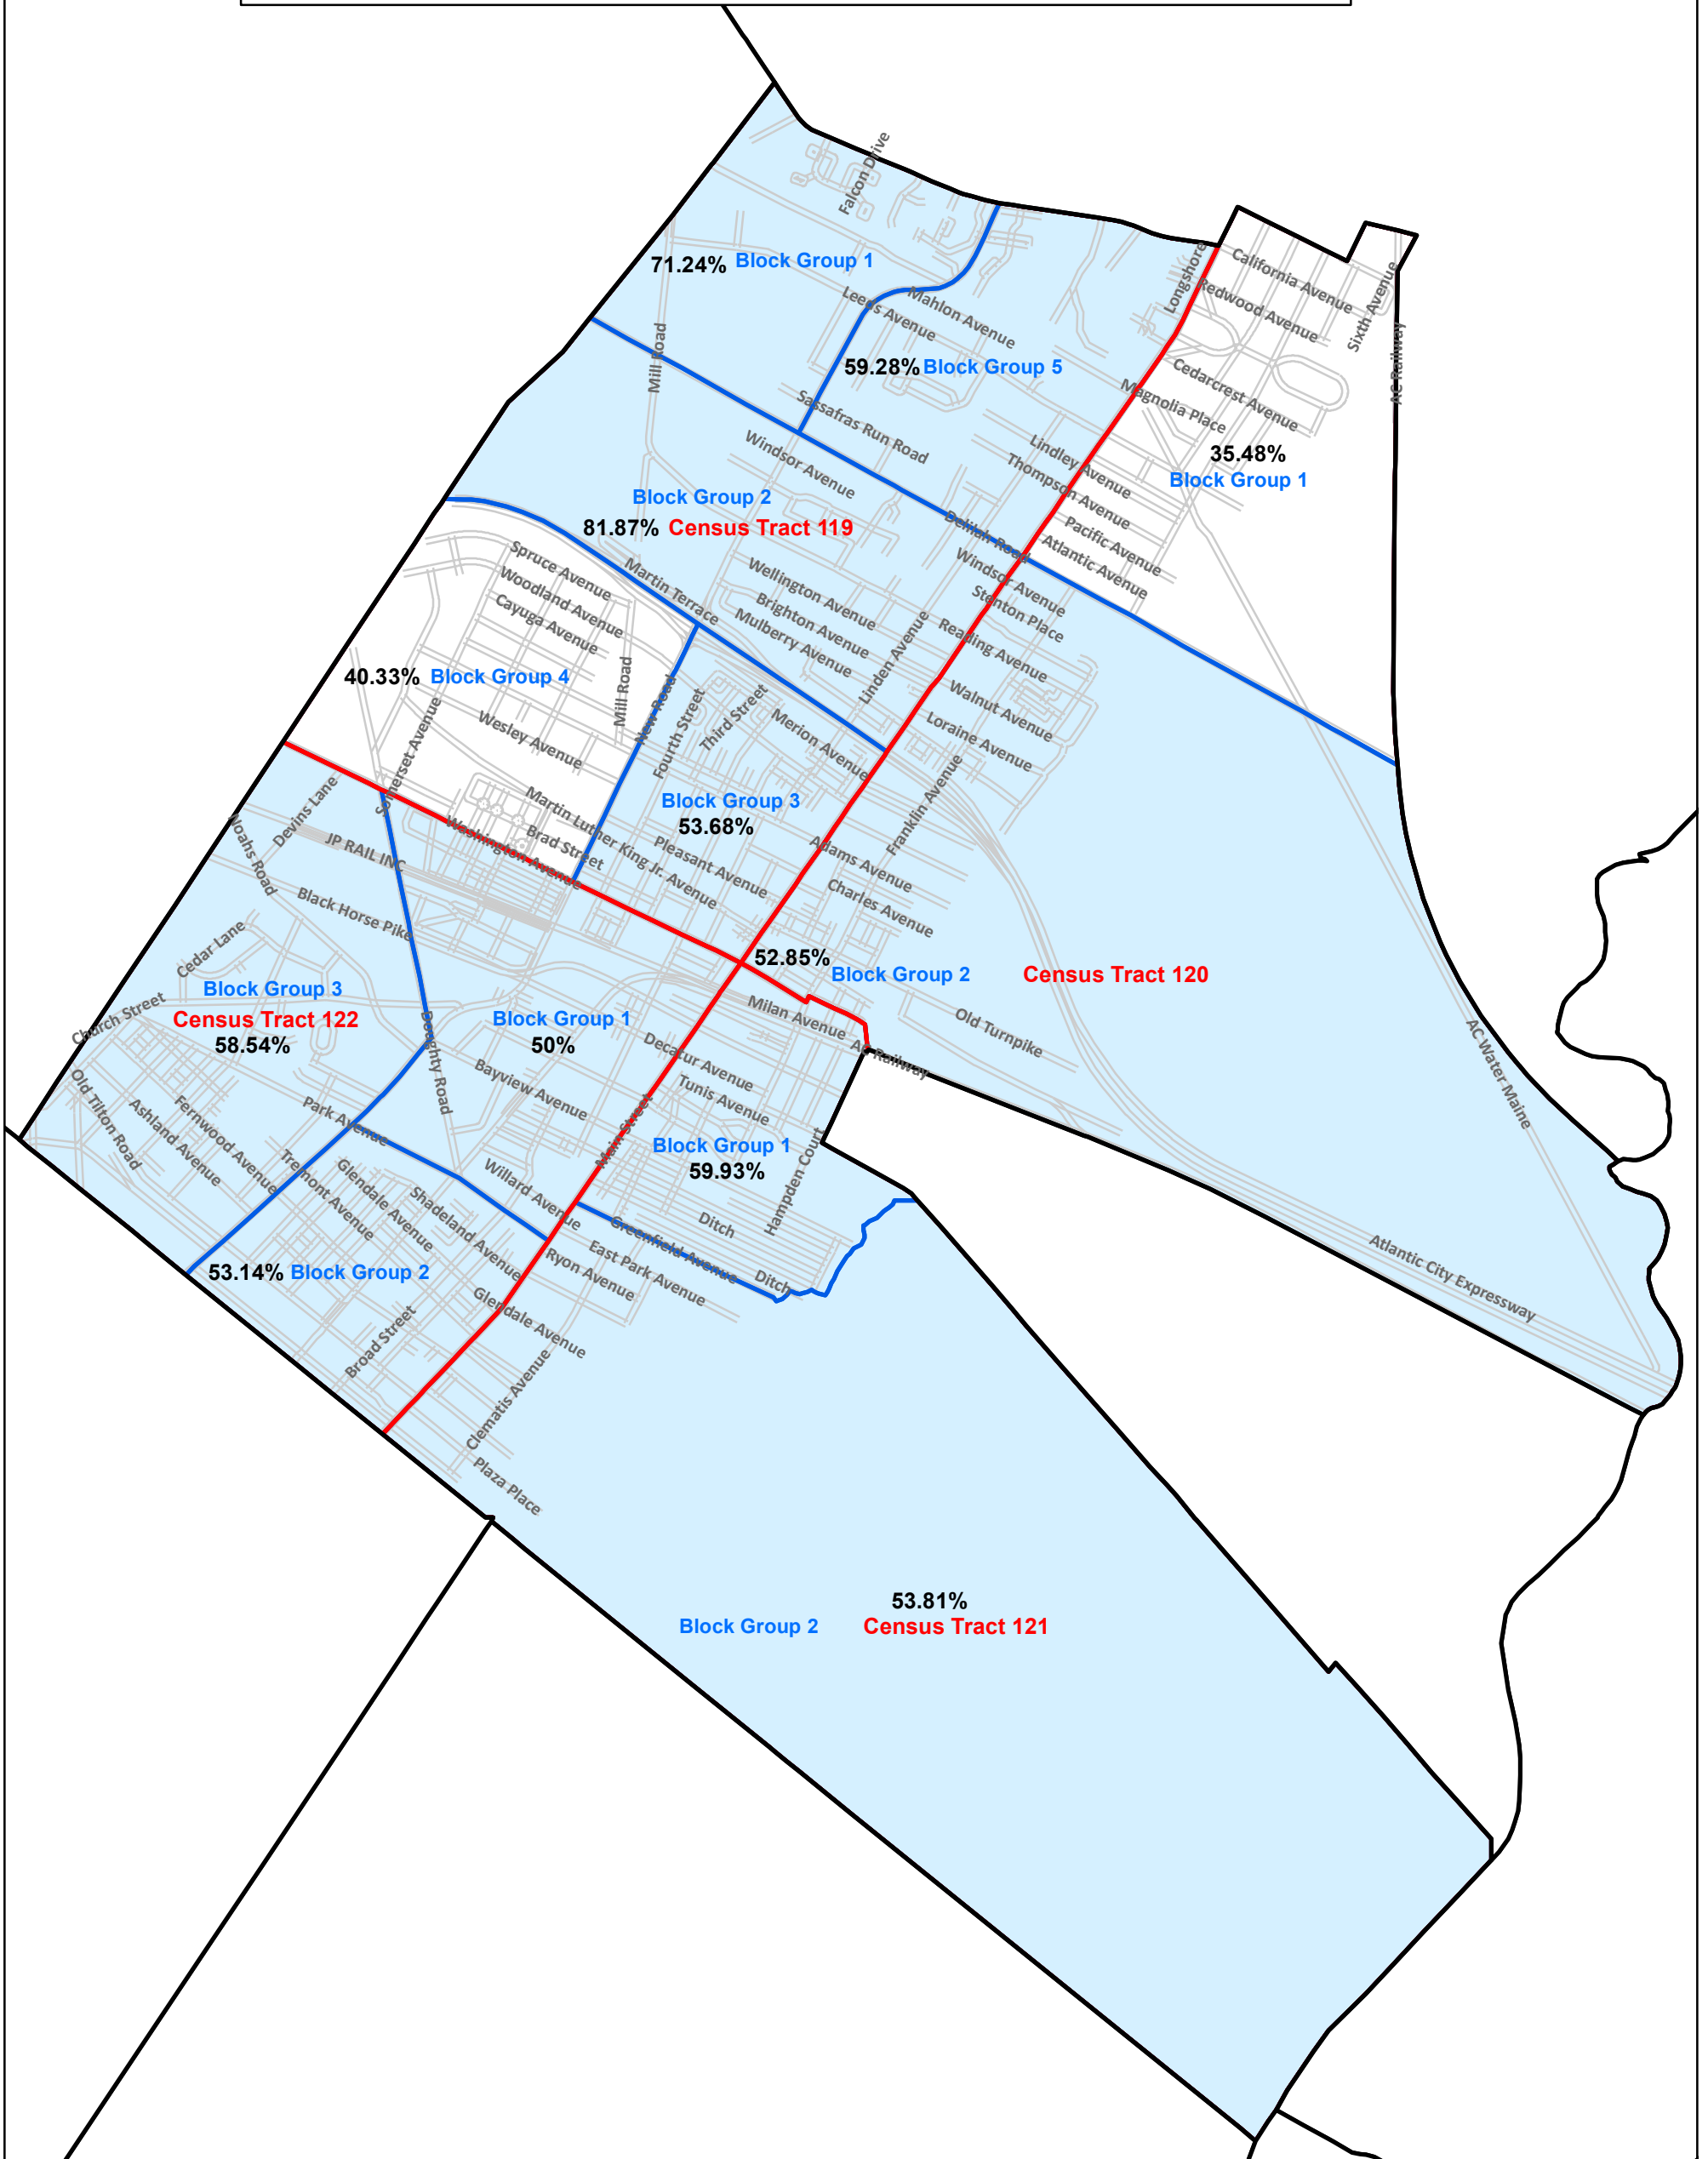 Falcon Drive
71.24% Block Group 1
Longshore
California Avenue
Redwood Avenue
Sixth Avenue
AC Railway
Mahlon Avenue
Leeds Avenue
Mill Road
59.28% Block Group 5
Cedarcrest Avenue
Magnolia Place
Sassafras Run Road
35.48%
Block Group 1
Windsor Avenue
Lindley Avenue
Thompson Avenue
Block Group 2
81.87% Census Tract 119
Delilah Road
Pacific Avenue
Atlantic Avenue
Spruce Avenue
Woodland Avenue
Cayuga Avenue
Martin Terrace
Wellington Avenue
Brighton Avenue
Mulberry Avenue
Windsor Avenue
Stenton Place
Reading Avenue
Linden Avenue
40.33% Block Group 4
Mill Road
New Road
Fourth Street
Third Street
Merion Avenue
Walnut Avenue
Loraine Avenue
Somerset Avenue
Wesley Avenue
Franklin Avenue
Block Group 3
53.68%
Devins Lane
Noahs Road
JP RAIL INC.
Washington Avenue
Martin Luther King Jr. Avenue
Brad Street
Pleasant Avenue
Adams Avenue
Charles Avenue
Black Horse Pike
Cedar Lane
52.85%
Block Group 2
Census Tract 120
Block Group 3
Census Tract 122
58.54%
Church Street
Block Group 1
50%
Milan Avenue
AC Railway
Old Turnpike
AC Water Maine
Doughty Road
Decatur Avenue
Tunis Avenue
Bayview Avenue
Old Tilton Road
Ashland Avenue
Fernwood Avenue
Park Avenue
Main Street
Block Group 1
59.93%
Hampden Court
Tremont Avenue
Glendale Avenue
Shadeland Avenue
Willard Avenue
Ditch
Greenfield Avenue
East Park Avenue
Ditch
Ryon Avenue
53.14% Block Group 2
Atlantic City Expressway
Glendale Avenue
Broad Street
Clematis Avenue
Plaza Place
53.81%
Block Group 2
Census Tract 121